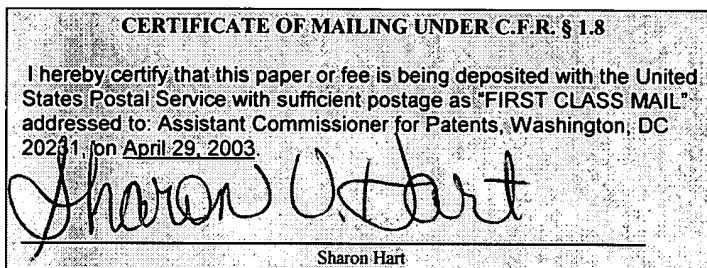 CERTIFICATE OF MAILING UNDER C.F.R. § 1.8
I hereby certify that this paper or fee is being deposited with the United
States Postal Service with sufficient postage as "FIRST CLASS MAIL"
addressed to: Assistant Commissioner for Patents, Washington, DC
20231, on April 29, 2003.
Sharon V. Hart
Sharon Hart